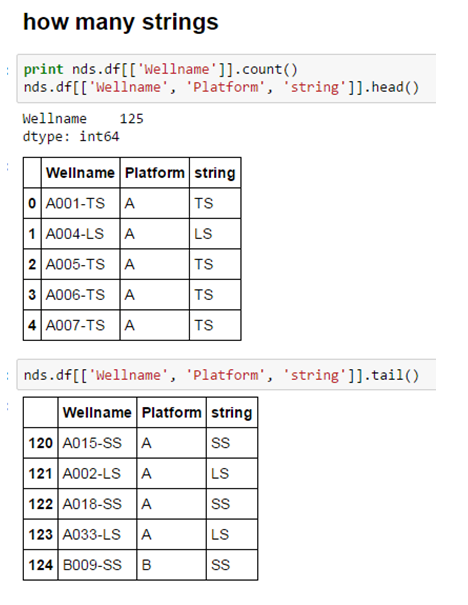 how many strings
print nds.df[['Wellname']].count()
nds.df[['Wellname', 'Platform', 'string']].head()
Wellname    125
dtype: int64
Wellname Platform string
0 A001-TS A TS
1 A004-LS A LS
2 A005-TS A TS
3 A006-TS A TS
4 A007-TS A TS
nds.df[['Wellname', 'Platform', 'string']].tail()
Wellname Platform string
120 A015-SS A SS
121 A002-LS A LS
122 A018-SS A SS
123 A033-LS A LS
124 B009-SS B SS